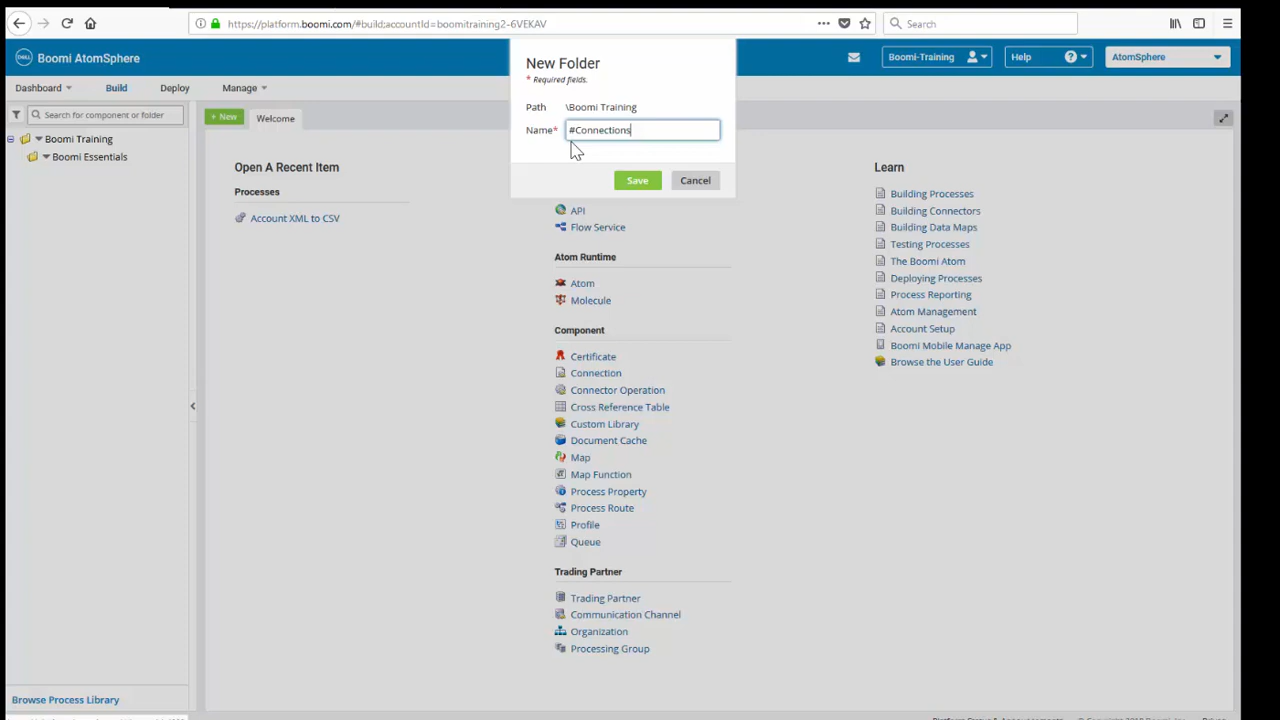 https://platform.boomi.com/#build;accountId=boomitraining2-6VEKAV
Search
DELL Boomi AtomSphere
Boomi-Training
Help
AtomSphere
Dashboard
Build
Deploy
Manage
New Folder
* Required fields.
Path \Boomi Training
Name* #Connections
Save
Cancel
Search for component or folder
+ New
Welcome
Boomi Training
Boomi Essentials
Open A Recent Item
Processes
Account XML to CSV
API
Flow Service
Atom Runtime
Atom
Molecule
Component
Certificate
Connection
Connector Operation
Cross Reference Table
Custom Library
Document Cache
Map
Map Function
Process Property
Process Route
Profile
Queue
Trading Partner
Trading Partner
Communication Channel
Organization
Processing Group
Learn
Building Processes
Building Connectors
Building Data Maps
Testing Processes
The Boomi Atom
Deploying Processes
Process Reporting
Atom Management
Account Setup
Boomi Mobile Manage App
Browse the User Guide
Browse Process Library